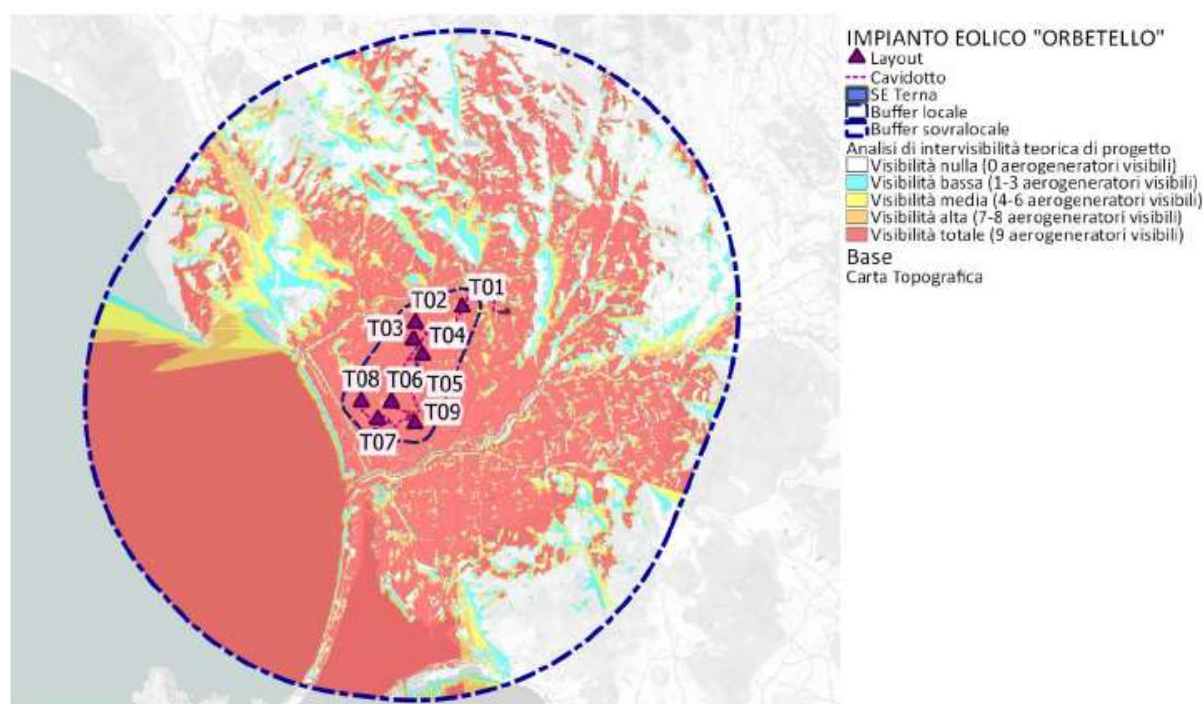 IMPIANTO EOLICO "ORBETELLO"
Layout
Cavidotto
SE Terna
Buffer locale
Buffer sovralocale
Analisi di intervisibilità teorica di progetto
Visibilità nulla (0 aerogeneratori visibili)
Visibilità bassa (1-3 aerogeneratori visibili)
Visibilità media (4-6 aerogeneratori visibili)
Visibilità alta (7-8 aerogeneratori visibili)
Visibilità totale (9 aerogeneratori visibili)
Base
Carta Topografica
T01
T02
T03
T04
T08
T06
T05
T09
T07